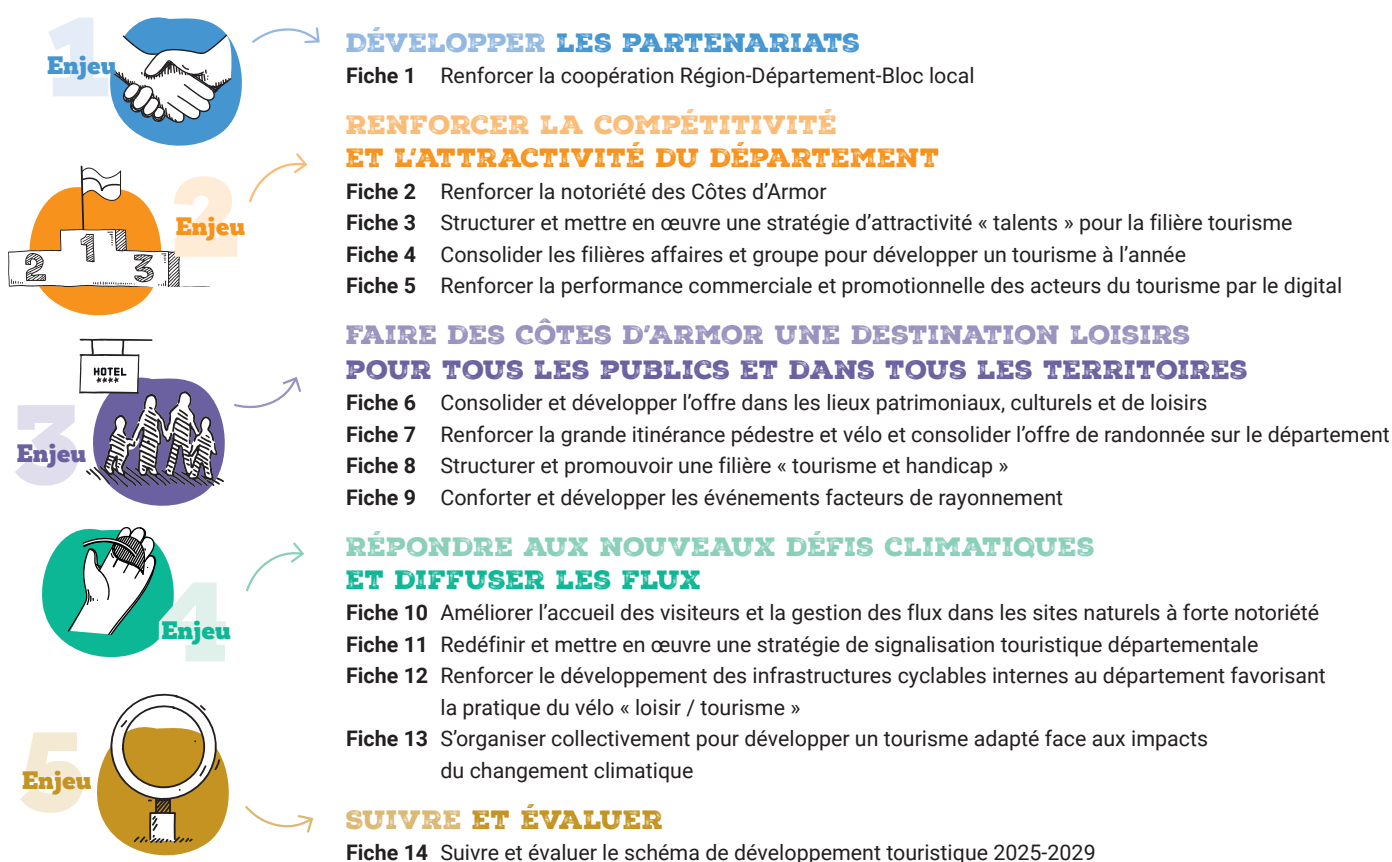 1
Enjeu
DÉVELOPPER LES PARTENARIATS
Fiche 1 Renforcer la coopération Région-Département-Bloc local
2
Enjeu
1
2
3
RENFORCER LA COMPÉTITIVITÉ
ET L'ATTRACTIVITÉ DU DÉPARTEMENT
Fiche 2 Renforcer la notoriété des Côtes d’Armor
Fiche 3 Structurer et mettre en œuvre une stratégie d’attractivité « talents » pour la filière tourisme
Fiche 4 Consolider les filières affaires et groupe pour développer un tourisme à l’année
Fiche 5 Renforcer la performance commerciale et promotionnelle des acteurs du tourisme par le digital
HOTEL
****
3
Enjeu
FAIRE DES CÔTES D'ARMOR UNE DESTINATION LOISIRS
POUR TOUS LES PUBLICS ET DANS TOUS LES TERRITOIRES
Fiche 6 Consolider et développer l’offre dans les lieux patrimoniaux, culturels et de loisirs
Fiche 7 Renforcer la grande itinérance pédestre et vélo et consolider l’offre de randonnée sur le département
Fiche 8 Structurer et promouvoir une filière « tourisme et handicap »
Fiche 9 Conforter et développer les événements facteurs de rayonnement
4
Enjeu
RÉPONDRE AUX NOUVEAUX DÉFIS CLIMATIQUES
ET DIFFUSER LES FLUX
Fiche 10 Améliorer l’accueil des visiteurs et la gestion des flux dans les sites naturels à forte notoriété
Fiche 11 Redéfinir et mettre en œuvre une stratégie de signalisation touristique départementale
Fiche 12 Renforcer le développement des infrastructures cyclables internes au département favorisant
la pratique du vélo « loisir / tourisme »
Fiche 13 S’organiser collectivement pour développer un tourisme adapté face aux impacts
du changement climatique
5
Enjeu
SUIVRE ET ÉVALUER
Fiche 14 Suivre et évaluer le schéma de développement touristique 2025-2029